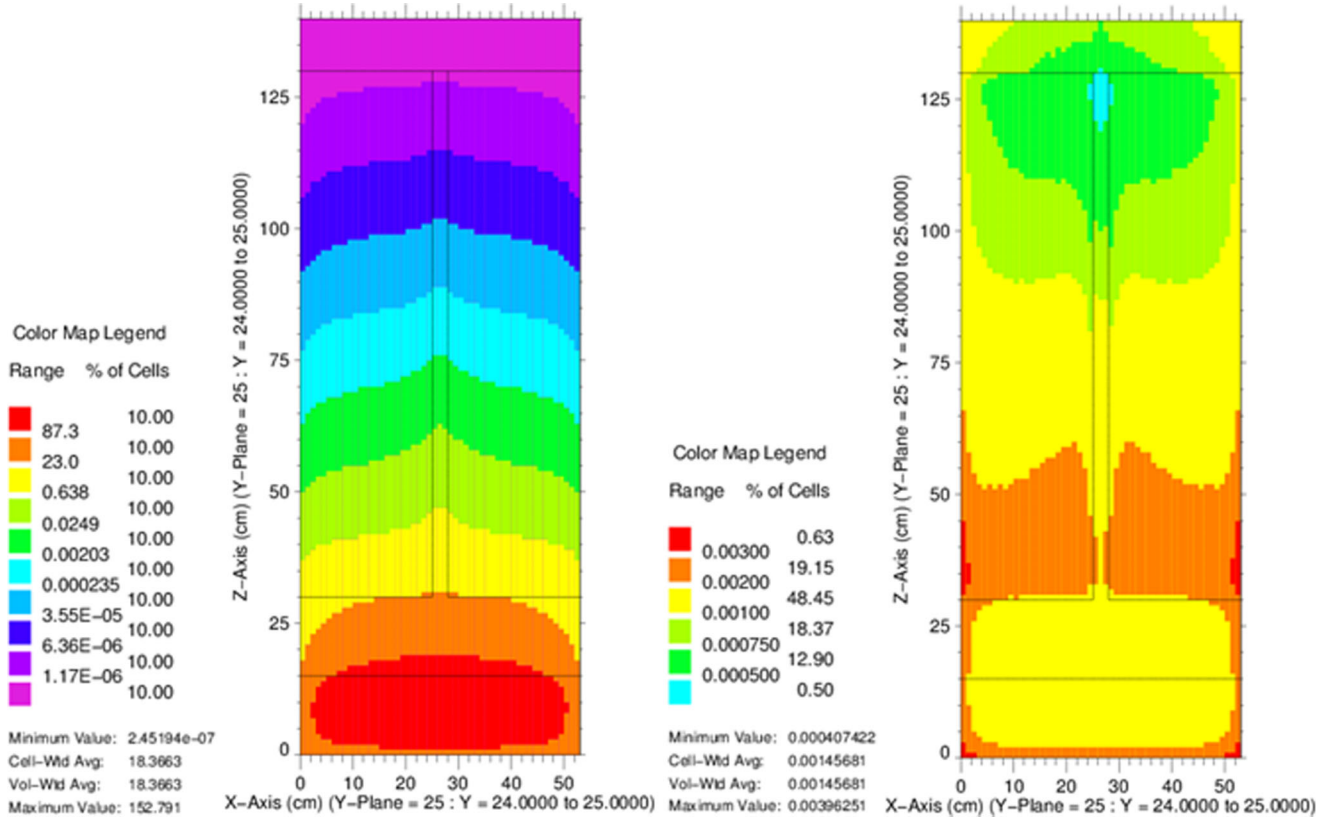 Color Map Legend
Range % of Cells
10.00
87.3
10.00
23.0
10.00
0.638
10.00
0.0249
10.00
0.00203
10.00
0.000235
10.00
3.55E-05
10.00
6.36E-06
10.00
1.17E-06
10.00
Minimum Value: 2.45194e-07
Cell-Wtd Avg: 18.3663
Vol-Wtd Avg: 18.3663
Maximum Value: 152.791
Z-Axis (cm) (Y-Plane = 25 : Y = 24.0000 to 25.0000)
125
100
75
50
25
0
0 10 20 30 40 50
X-Axis (cm) (Y-Plane = 25 : Y = 24.0000 to 25.0000)
Color Map Legend
Range % of Cells
0.63
0.00300
19.15
0.00200
48.45
0.00100
18.37
0.000750
12.90
0.000500
0.50
Minimum Value: 0.000407422
Cell-Wtd Avg: 0.00145681
Vol-Wtd Avg: 0.00145681
Maximum Value: 0.00396251
Z-Axis (cm) (Y-Plane = 25 : Y = 24.0000 to 25.0000)
125
100
75
50
25
0
0 10 20 30 40 50
X-Axis (cm) (Y-Plane = 25 : Y = 24.0000 to 25.0000)